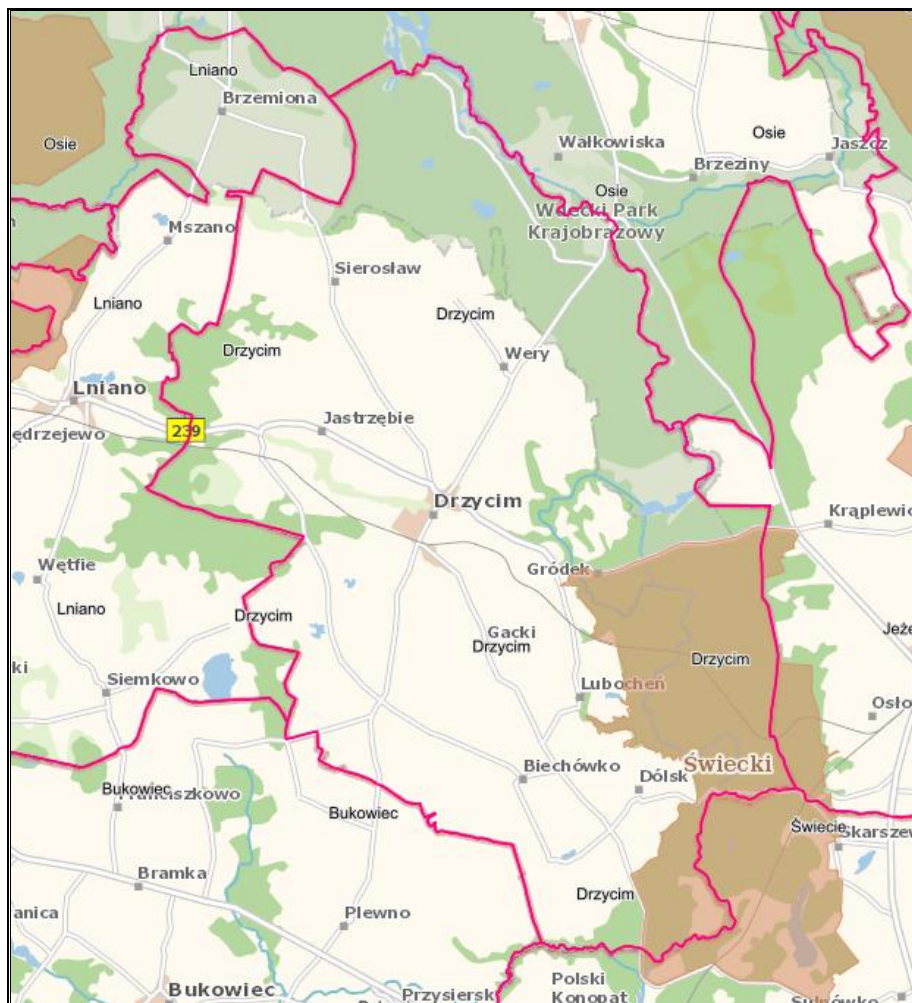 Lniano
Brzemiona
Osie
Wałkowiska
Osie
Jaszcz
Brzeziny
Osie
Wdecki Park
Krajobrazowy
Mszano
Sierosław
Lniano
Drzycim
Drzycim
Wery
Lniano
Jastrzębie
239
ędrzejewo
Drzycim
Krąplewic
Wętfie
Gródek
Lniano
Drzycim
Gacki
Drzycim
Jeże
Drzycim
ki
Siemkowo
Lubocheń
Osło
Świecki
Biechówko
Dólsk
Bukowiec
Bukowiec
Świecie
Skarszew
Bramka
Drzycim
anica
Plewno
Bukowiec
Przysiersk
Polski
Konopat